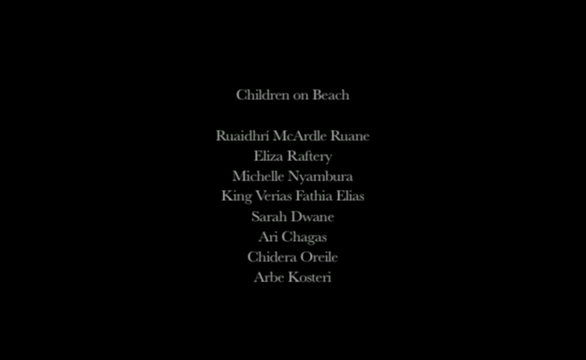 Children on Beach
Ruaidhrí McArdle Ruane
Eliza Raftery
Michelle Nyambura
King Verias Fathia Elias
Sarah Dwane
Ari Chagas
Chidera Oreile
Arbe Kosteri